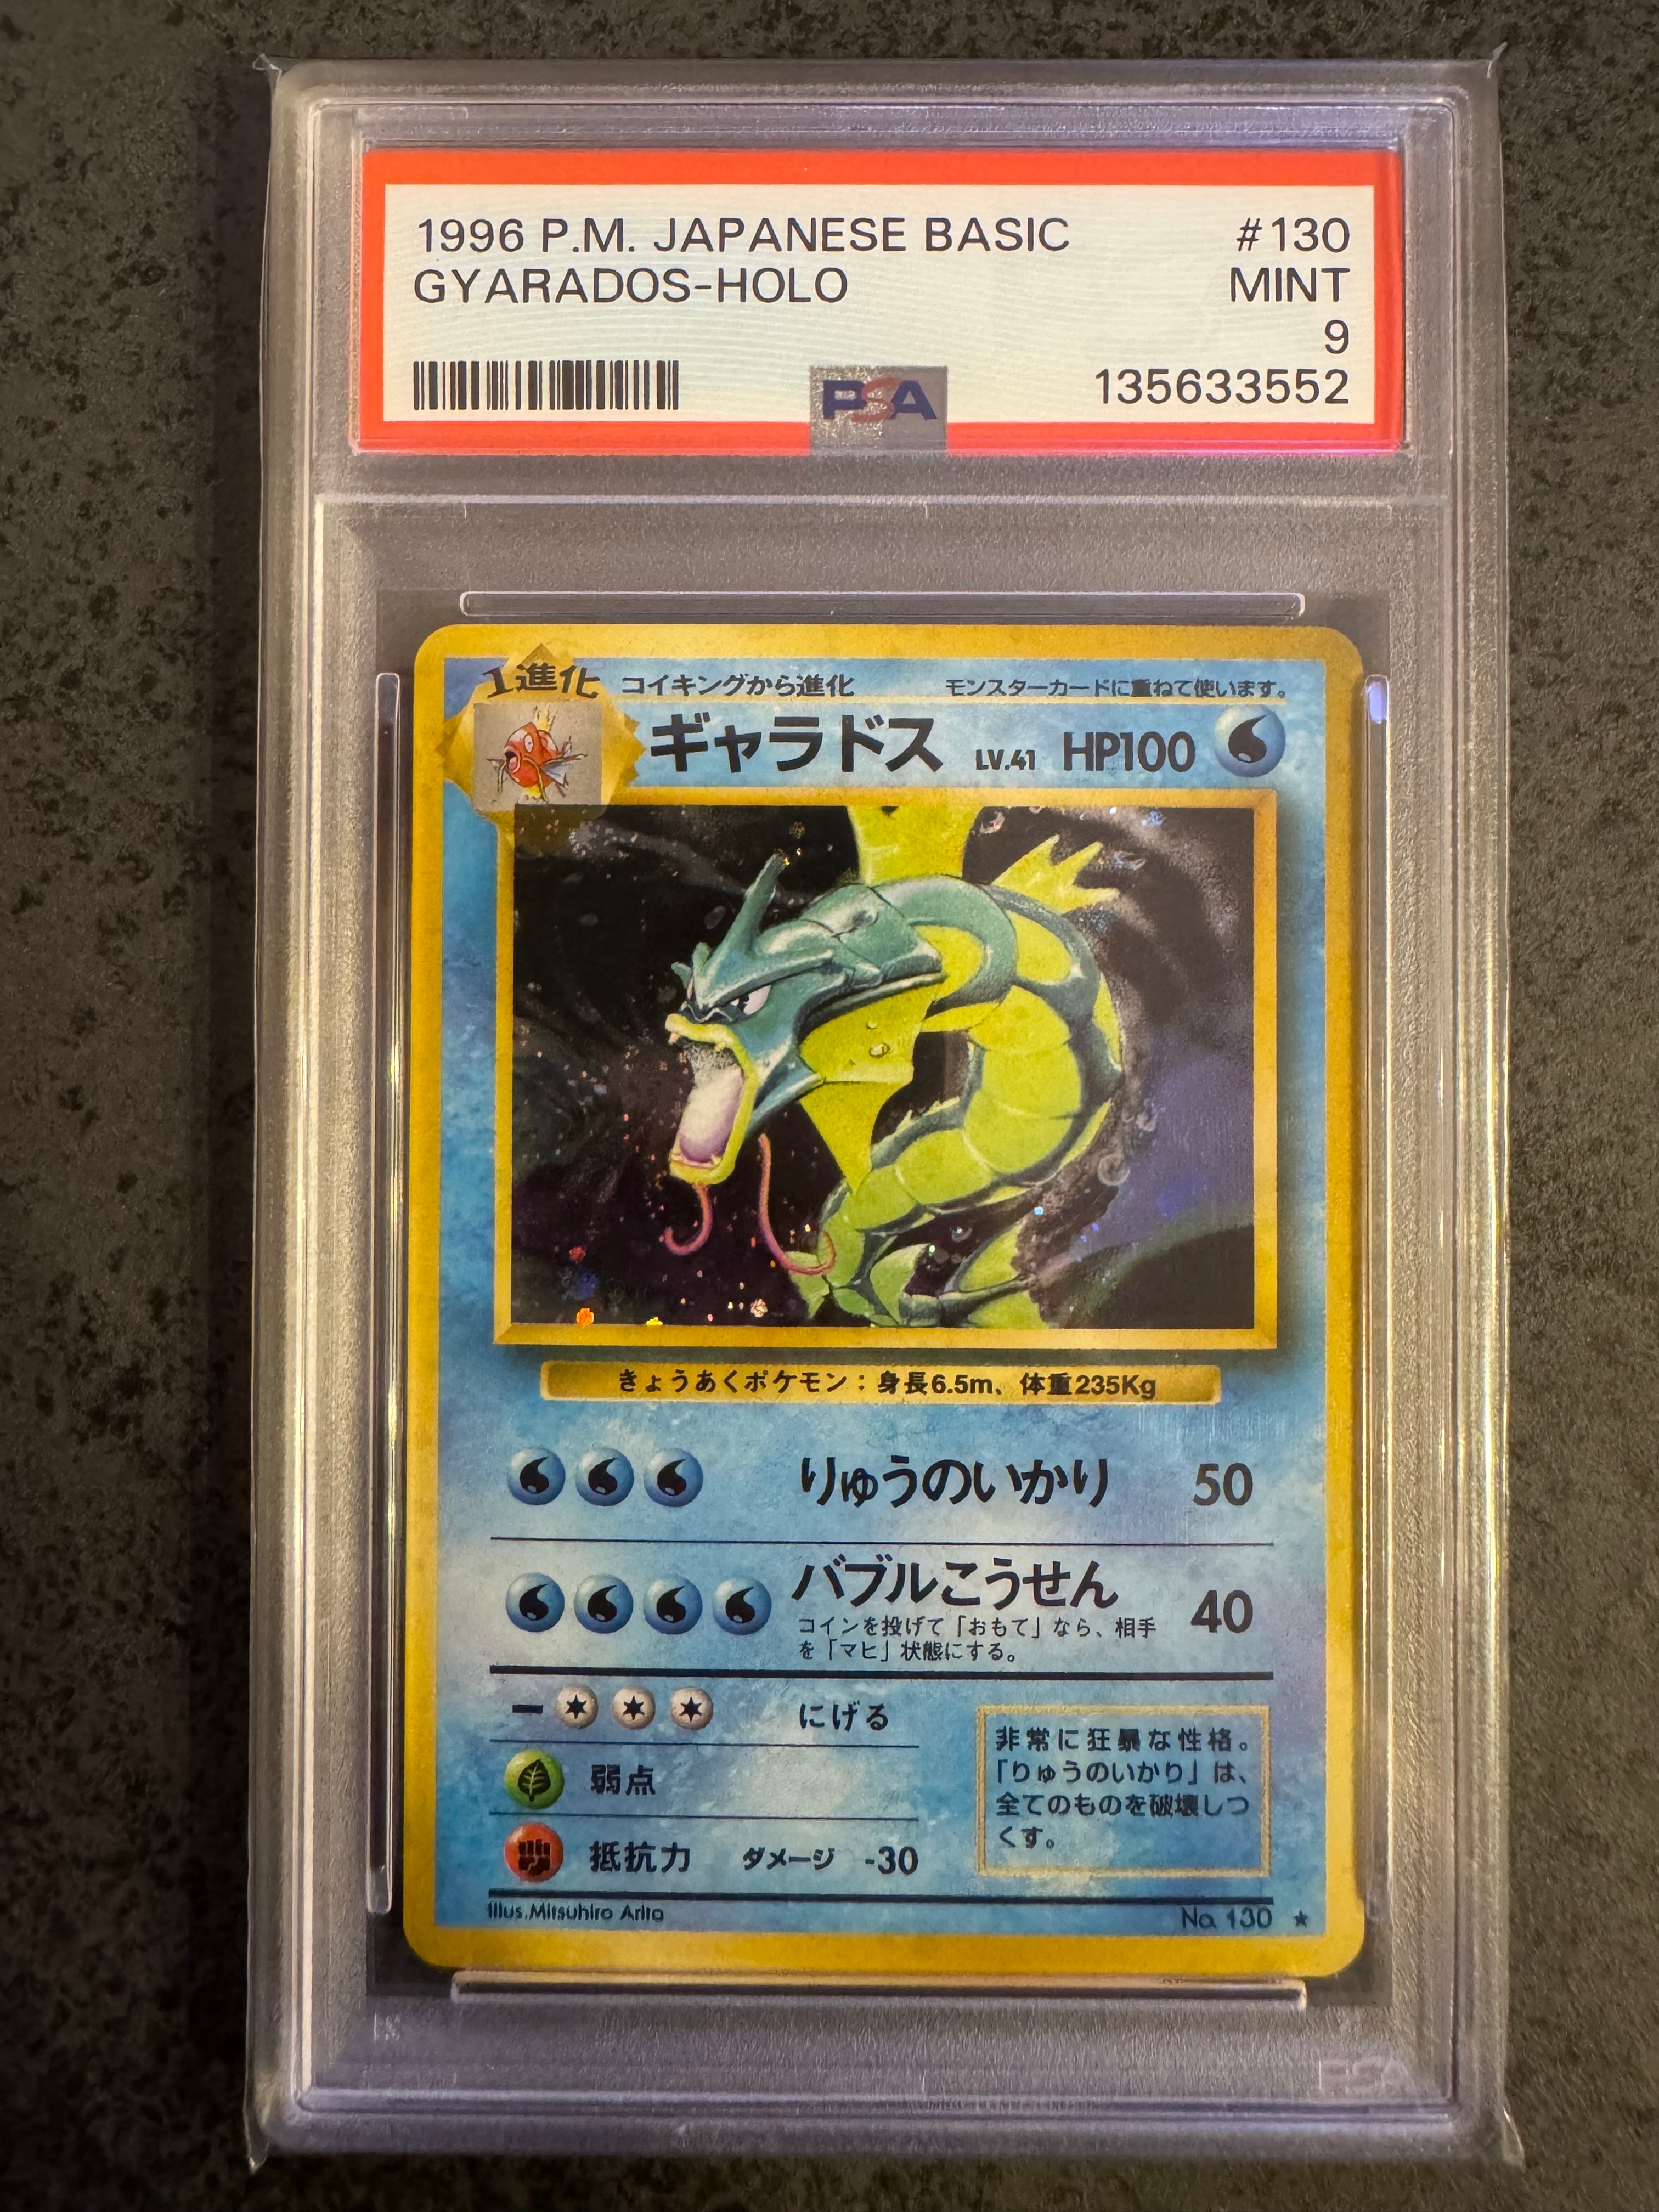 1996 P.M. JAPANESE BASIC #130
GYARADOS-HOLO MINT
9
PSA 135633552
1進化 コイキングから進化 モンスターカードに重ねて使います。
ギャラドス LV.41 HP100
きょうあくポケモン：身長6.5m、体重235Kg
りゅうのいかり 50
バブルこうせん 40
コインを投げて「おもて」なら、相手
を「マヒ」状態にする。
ー にげる
弱点
抵抗力 ダメージ -30
非常に狂暴な性格。
「りゅうのいかり」は、
全てのものを破壊しつ
くす。
Illus.Mitsuhiro Arita No. 130 ★
PSA